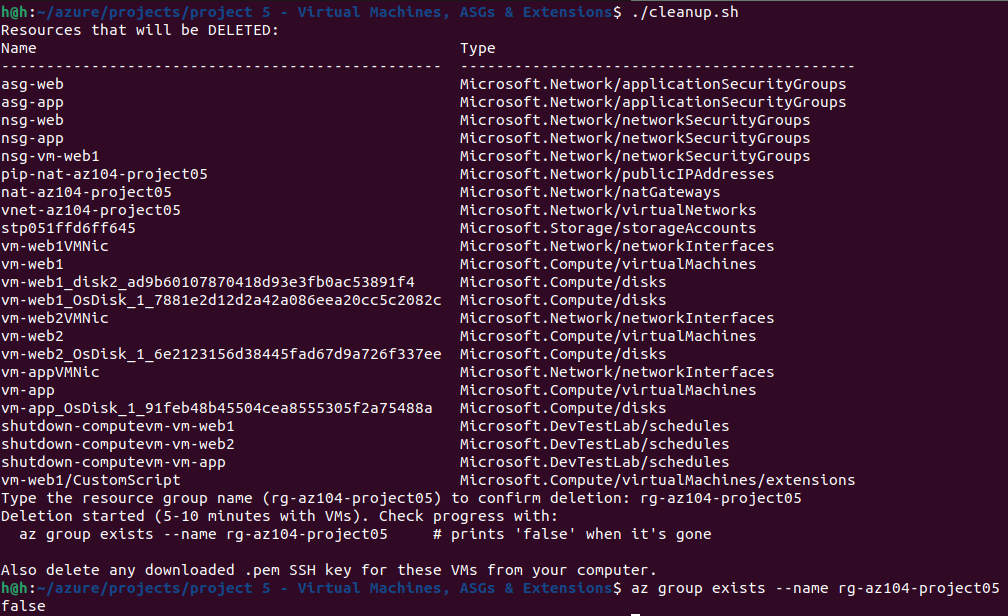 h@h:~/azure/projects/project 5 - Virtual Machines, ASGs & Extensions$ ./cleanup.sh
Resources that will be DELETED:
Name                                              Type
------------------------------------------------  --------------------------------------------
asg-web                                           Microsoft.Network/applicationSecurityGroups
asg-app                                           Microsoft.Network/applicationSecurityGroups
nsg-web                                           Microsoft.Network/networkSecurityGroups
nsg-app                                           Microsoft.Network/networkSecurityGroups
nsg-vm-web1                                       Microsoft.Network/networkSecurityGroups
pip-nat-az104-project05                           Microsoft.Network/publicIPAddresses
nat-az104-project05                               Microsoft.Network/natGateways
vnet-az104-project05                              Microsoft.Network/virtualNetworks
stp051ffd6ff645                                   Microsoft.Storage/storageAccounts
vm-web1VMNic                                      Microsoft.Network/networkInterfaces
vm-web1                                           Microsoft.Compute/virtualMachines
vm-web1_disk2_ad9b60107870418d93e3fb0ac53891f4    Microsoft.Compute/disks
vm-web1_OsDisk_1_7881e2d12d2a42a086eea20cc5c2082c  Microsoft.Compute/disks
vm-web2VMNic                                      Microsoft.Network/networkInterfaces
vm-web2                                           Microsoft.Compute/virtualMachines
vm-web2_OsDisk_1_6e2123156d38445fad67d9a726f337ee  Microsoft.Compute/disks
vm-appVMNic                                       Microsoft.Network/networkInterfaces
vm-app                                            Microsoft.Compute/virtualMachines
vm-app_OsDisk_1_91feb48b45504cea8555305f2a75488a  Microsoft.Compute/disks
shutdown-computevm-vm-web1                        Microsoft.DevTestLab/schedules
shutdown-computevm-vm-web2                        Microsoft.DevTestLab/schedules
shutdown-computevm-vm-app                         Microsoft.DevTestLab/schedules
vm-web1/CustomScript                              Microsoft.Compute/virtualMachines/extensions
Type the resource group name (rg-az104-project05) to confirm deletion: rg-az104-project05
Deletion started (5-10 minutes with VMs). Check progress with:
  az group exists --name rg-az104-project05     # prints 'false' when it's gone

Also delete any downloaded .pem SSH key for these VMs from your computer.
h@h:~/azure/projects/project 5 - Virtual Machines, ASGs & Extensions$ az group exists --name rg-az104-project05
false